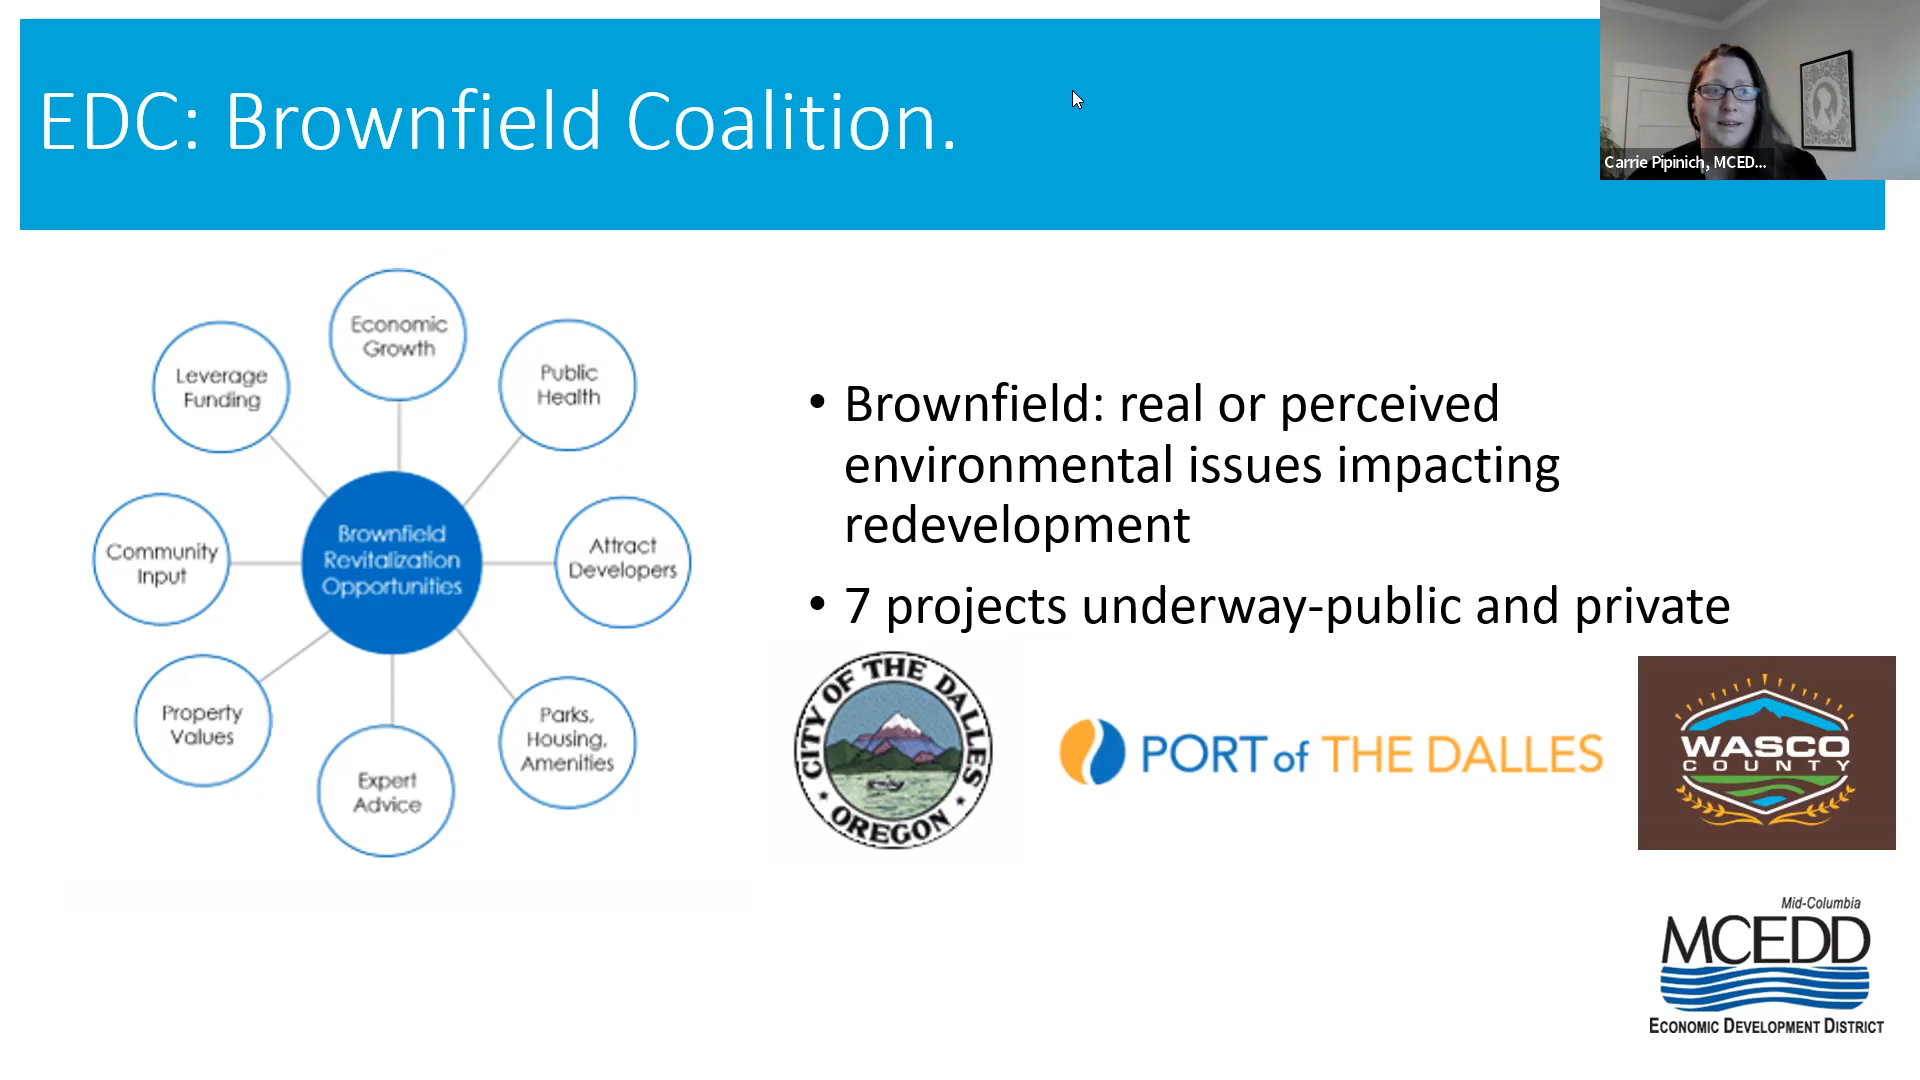 EDC: Brownfield Coalition.
Carrie Pipinich, MCED...
Economic
Growth
Leverage
Funding
Public
Health
Community
Input
Brownfield
Revitalization
Opportunities
Attract
Developers
Property
Values
Expert
Advice
Parks,
Housing,
Amenities
• Brownfield: real or perceived
environmental issues impacting
redevelopment
• 7 projects underway-public and private
CITY OF THE DALLES
OREGON
PORT of THE DALLES
WASCO
COUNTY
Mid-Columbia
MCEDD
ECONOMIC DEVELOPMENT DISTRICT